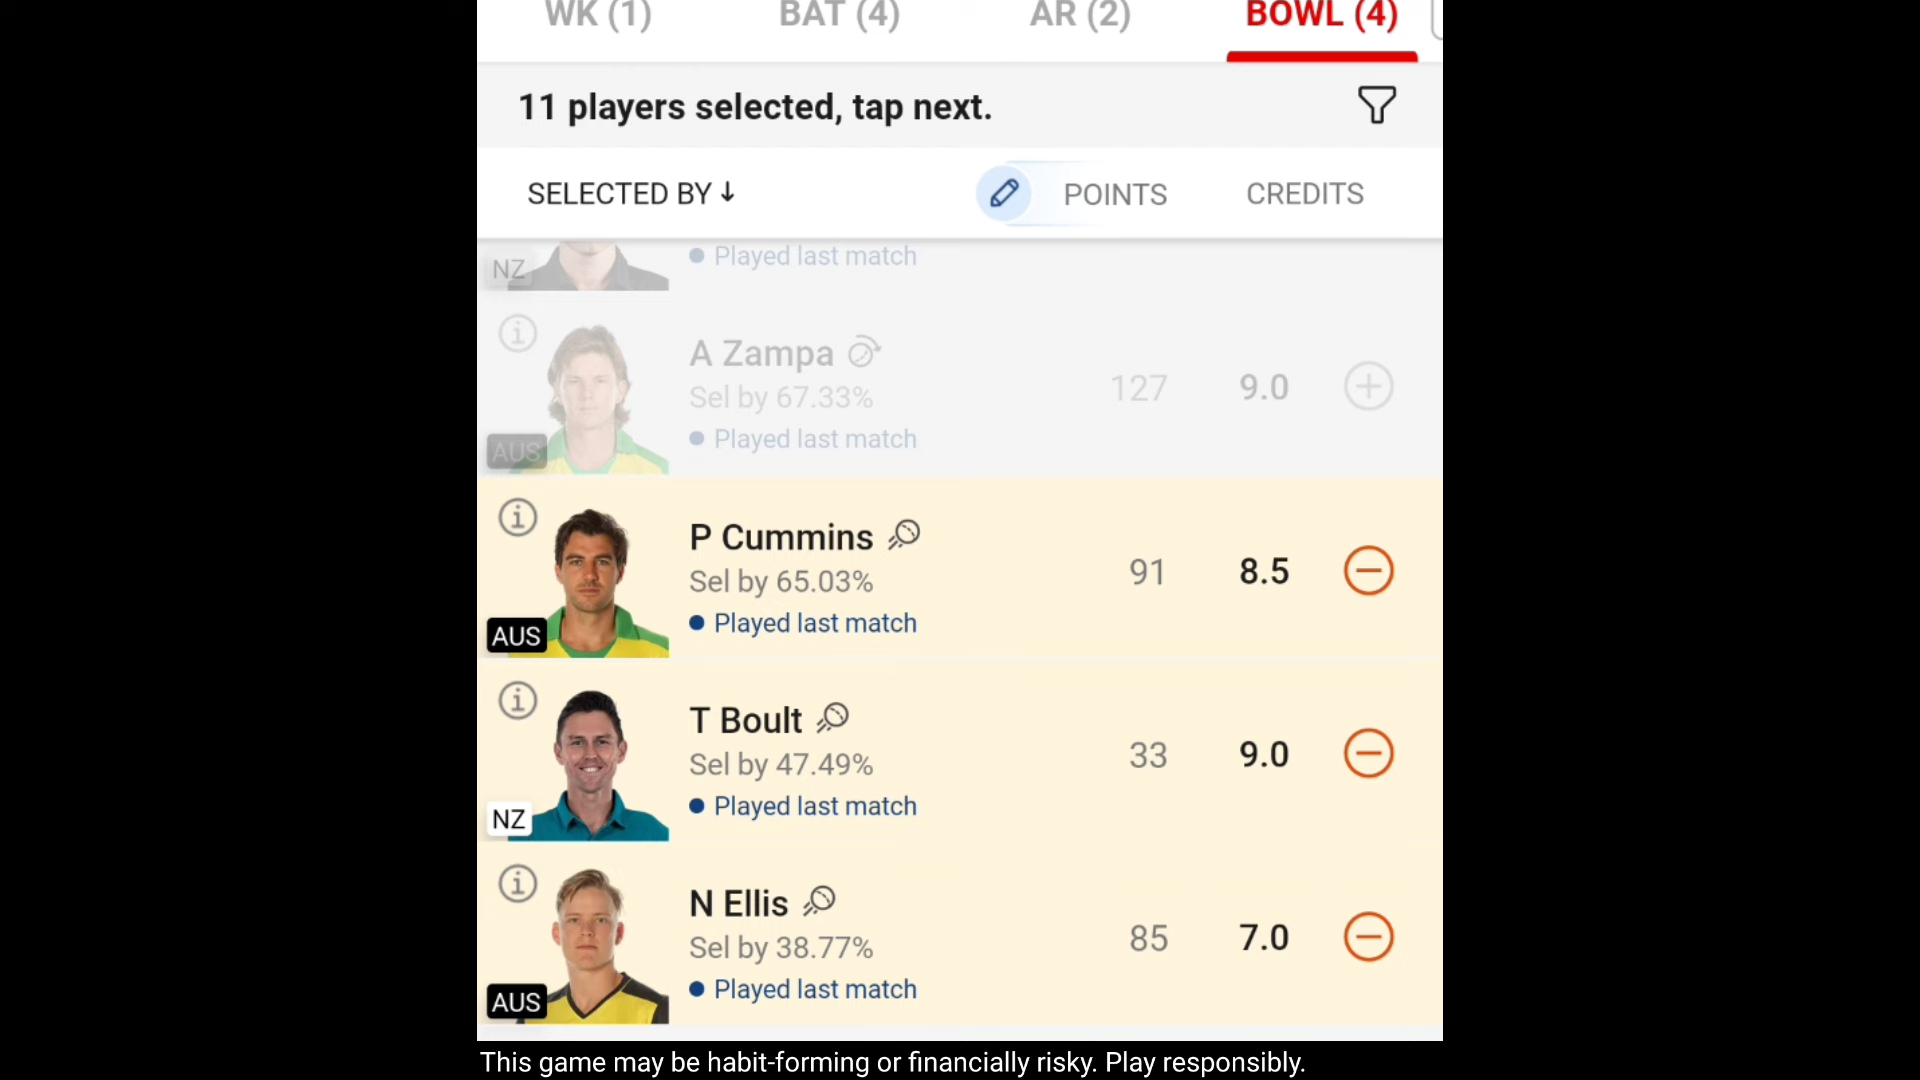 WK (1) BAT (4) AR (2) BOWL (4)
11 players selected, tap next.
SELECTED BY↓ POINTS CREDITS
NZ Played last match
A Zampa
Sel by 67.33% 127 9.0
Played last match
AUS
P Cummins
Sel by 65.03% 91 8.5
Played last match
AUS
T Boult
Sel by 47.49% 33 9.0
Played last match
NZ
N Ellis
Sel by 38.77% 85 7.0
Played last match
AUS
This game may be habit-forming or financially risky. Play responsibly.